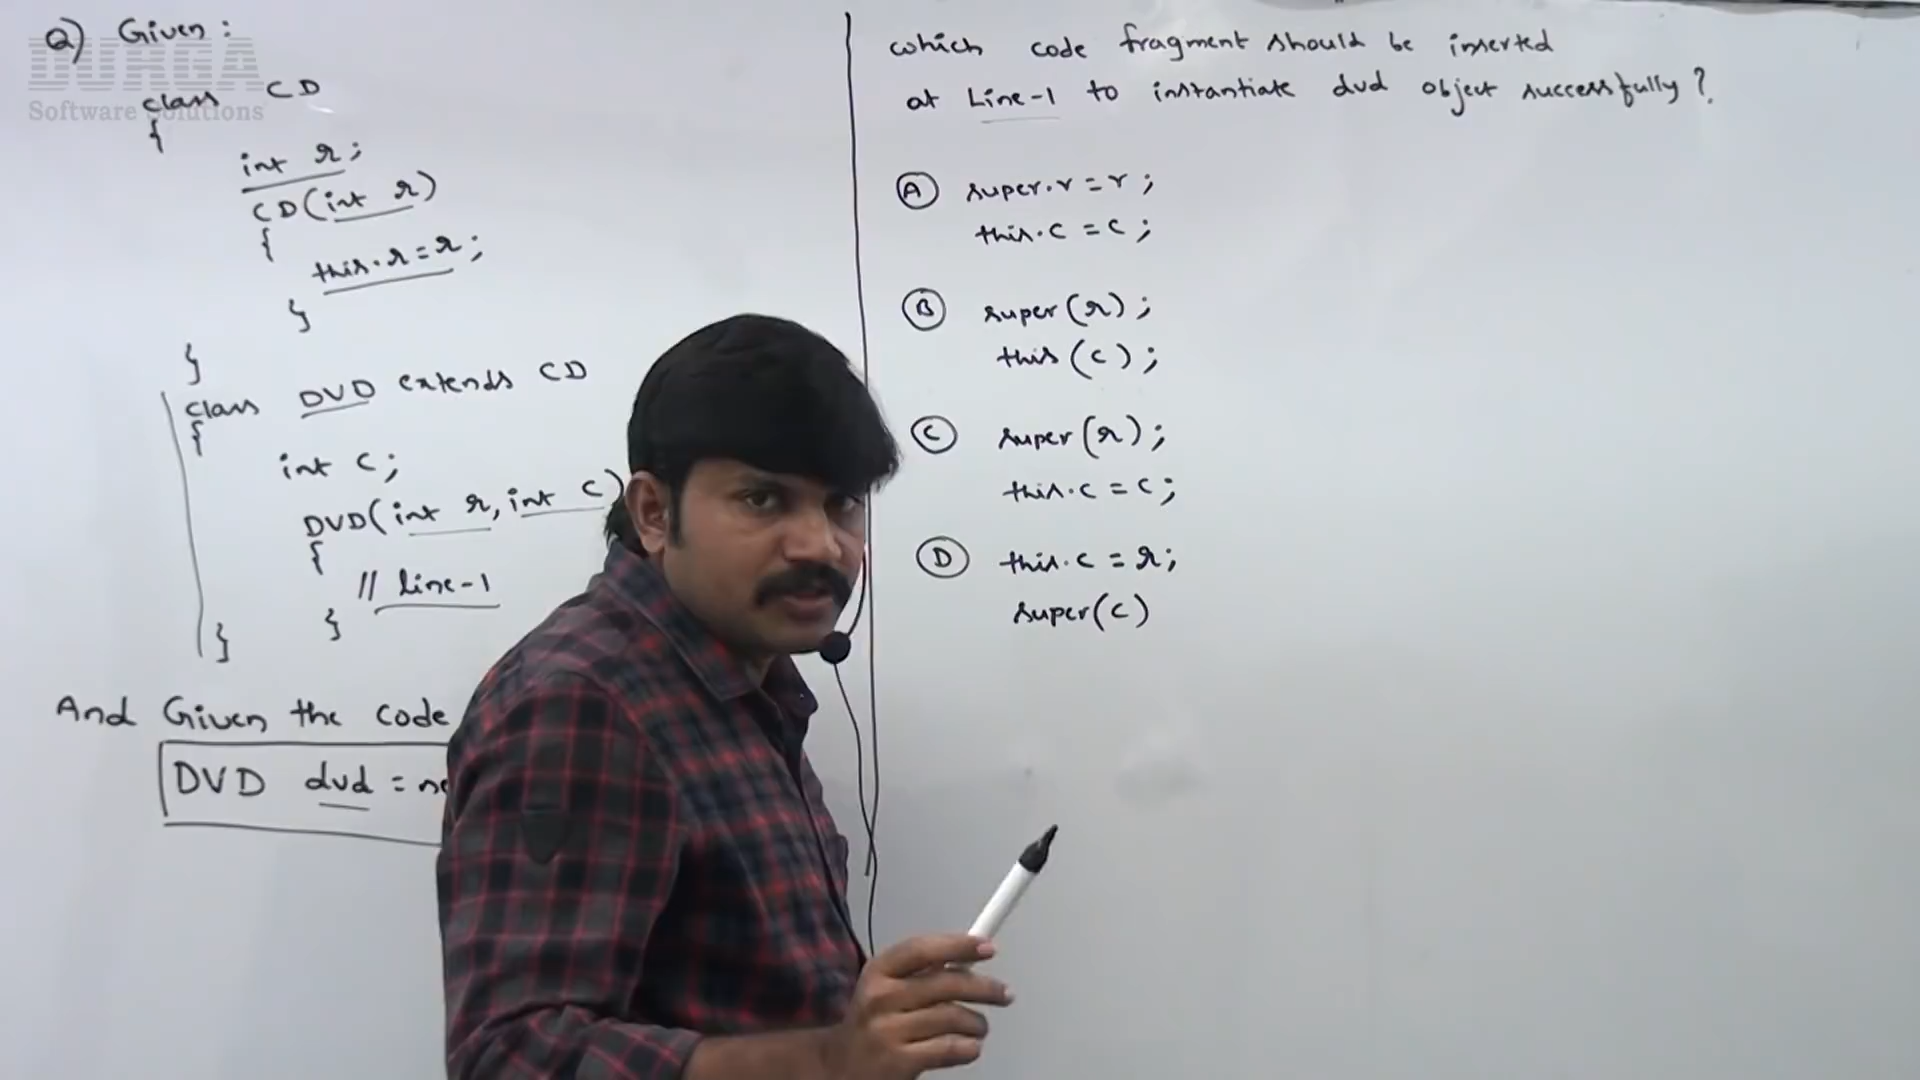 Q) Given:
DURGA
Software Solutions
class CD
{
int r;
CD(int r)
{
this.r=r;
}
}
class DVD extends CD
{
int c;
DVD(int r, int c)
{
// line-1
}
}
And Given the code
DVD dvd =
which code fragment should be inserted
at Line-1 to instantiate dvd object successfully?
A super.r=r;
this.c=c;
B super(r);
this(c);
C super(r);
this.c=c;
D this.c=r;
super(c)